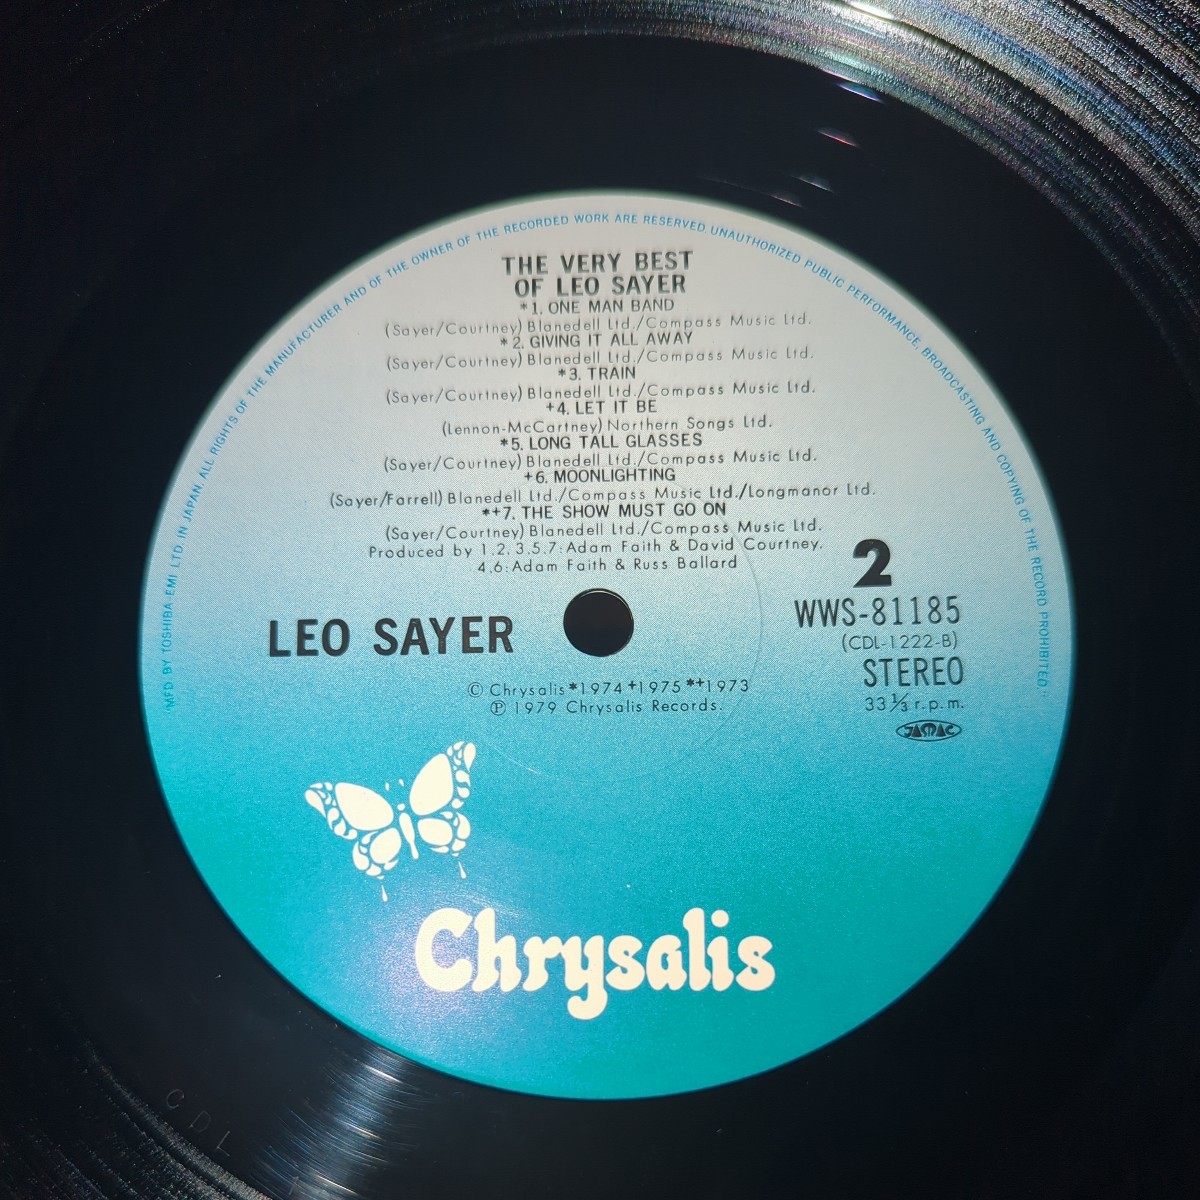 "MFD BY TOSHIBA EMI LTD IN JAPAN. ALL RIGHTS OF THE MANUFACTURER AND OF THE OWNER OF THE RECORDED WORK ARE RESERVED. UNAUTHORIZED PUBLIC PERFORMANCE, BROADCASTING AND COPYING OF THE RECORD PROHIBITED."
THE VERY BEST
OF LEO SAYER
*1. ONE MAN BAND
(Sayer/Courtney) Blanedell Ltd./Compass Music Ltd.
*2. GIVING IT ALL AWAY
(Sayer/Courtney) Blanedell Ltd./Compass Music Ltd.
*3. TRAIN
(Sayer/Courtney) Blanedell Ltd./Compass Music Ltd.
+4. LET IT BE
(Lennon-McCartney) Northern Songs Ltd.
*5. LONG TALL GLASSES
(Sayer/Courtney) Blanedell Ltd./Compass Music Ltd.
+6. MOONLIGHTING
(Sayer/Farrell) Blanedell Ltd./Compass Music Ltd./Longmanor Ltd.
*+7. THE SHOW MUST GO ON
(Sayer/Courtney) Blanedell Ltd./Compass Music Ltd.
Produced by 1.2.3.5.7: Adam Faith & David Courtney.
4.6: Adam Faith & Russ Ballard
2
LEO SAYER
WWS-81185
(CDL-1222-B)
STEREO
33 1/3 r.p.m.
JASRAC
© Chrysalis *1974 +1975 *+1973
℗ 1979 Chrysalis Records.
Chrysalis
CDL